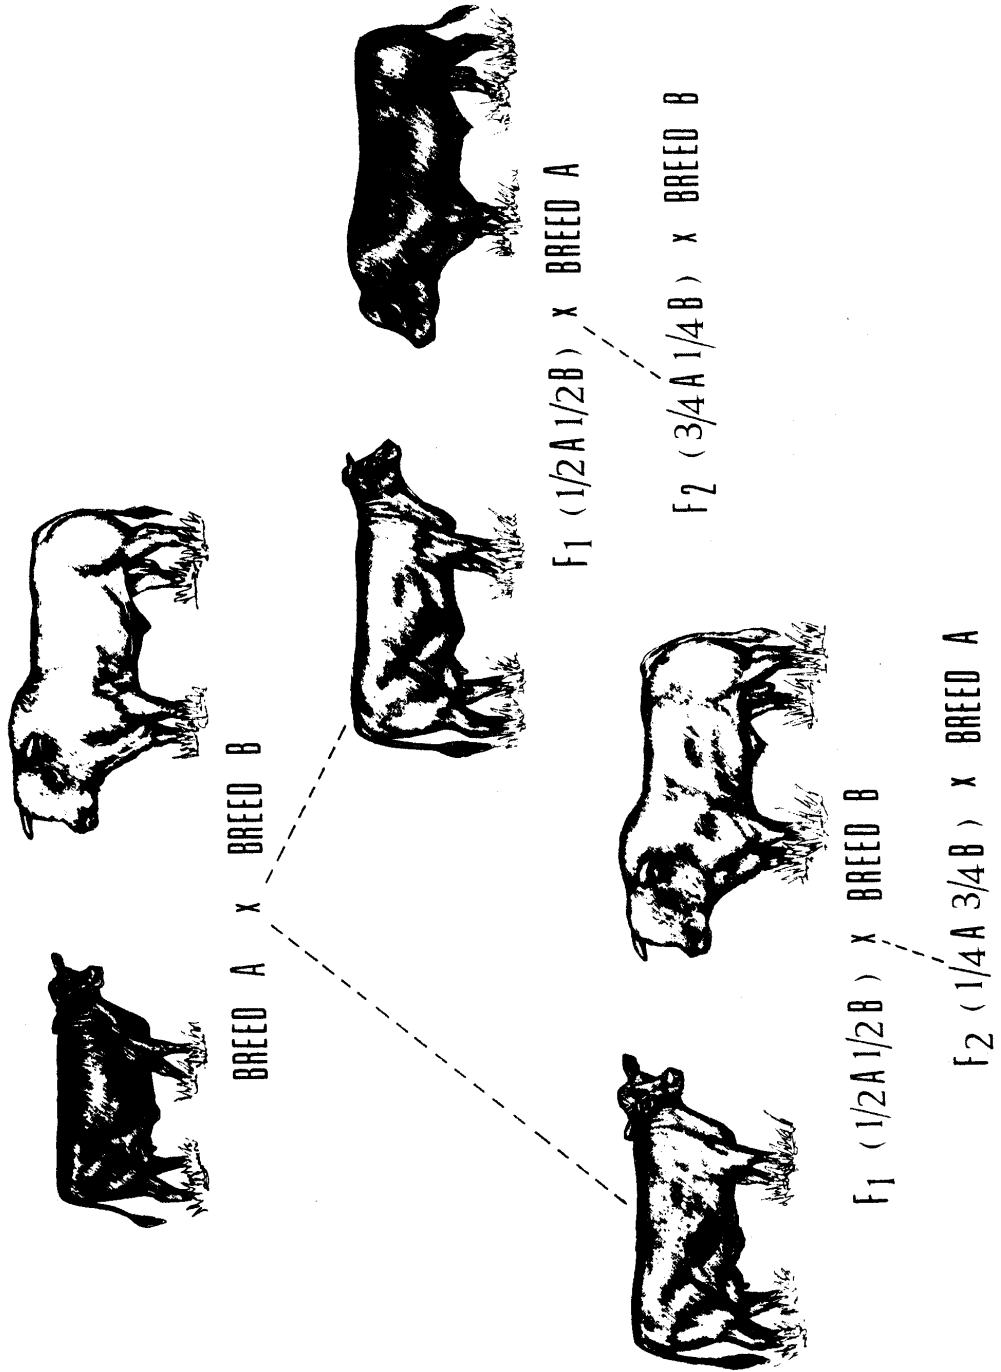 BREED A x BREED B
F1 (1/2A 1/2B) x BREED A
F2 (3/4A 1/4B) x BREED B
F1 (1/2A 1/2B) x BREED B
F2 (1/4A 3/4B) x BREED A